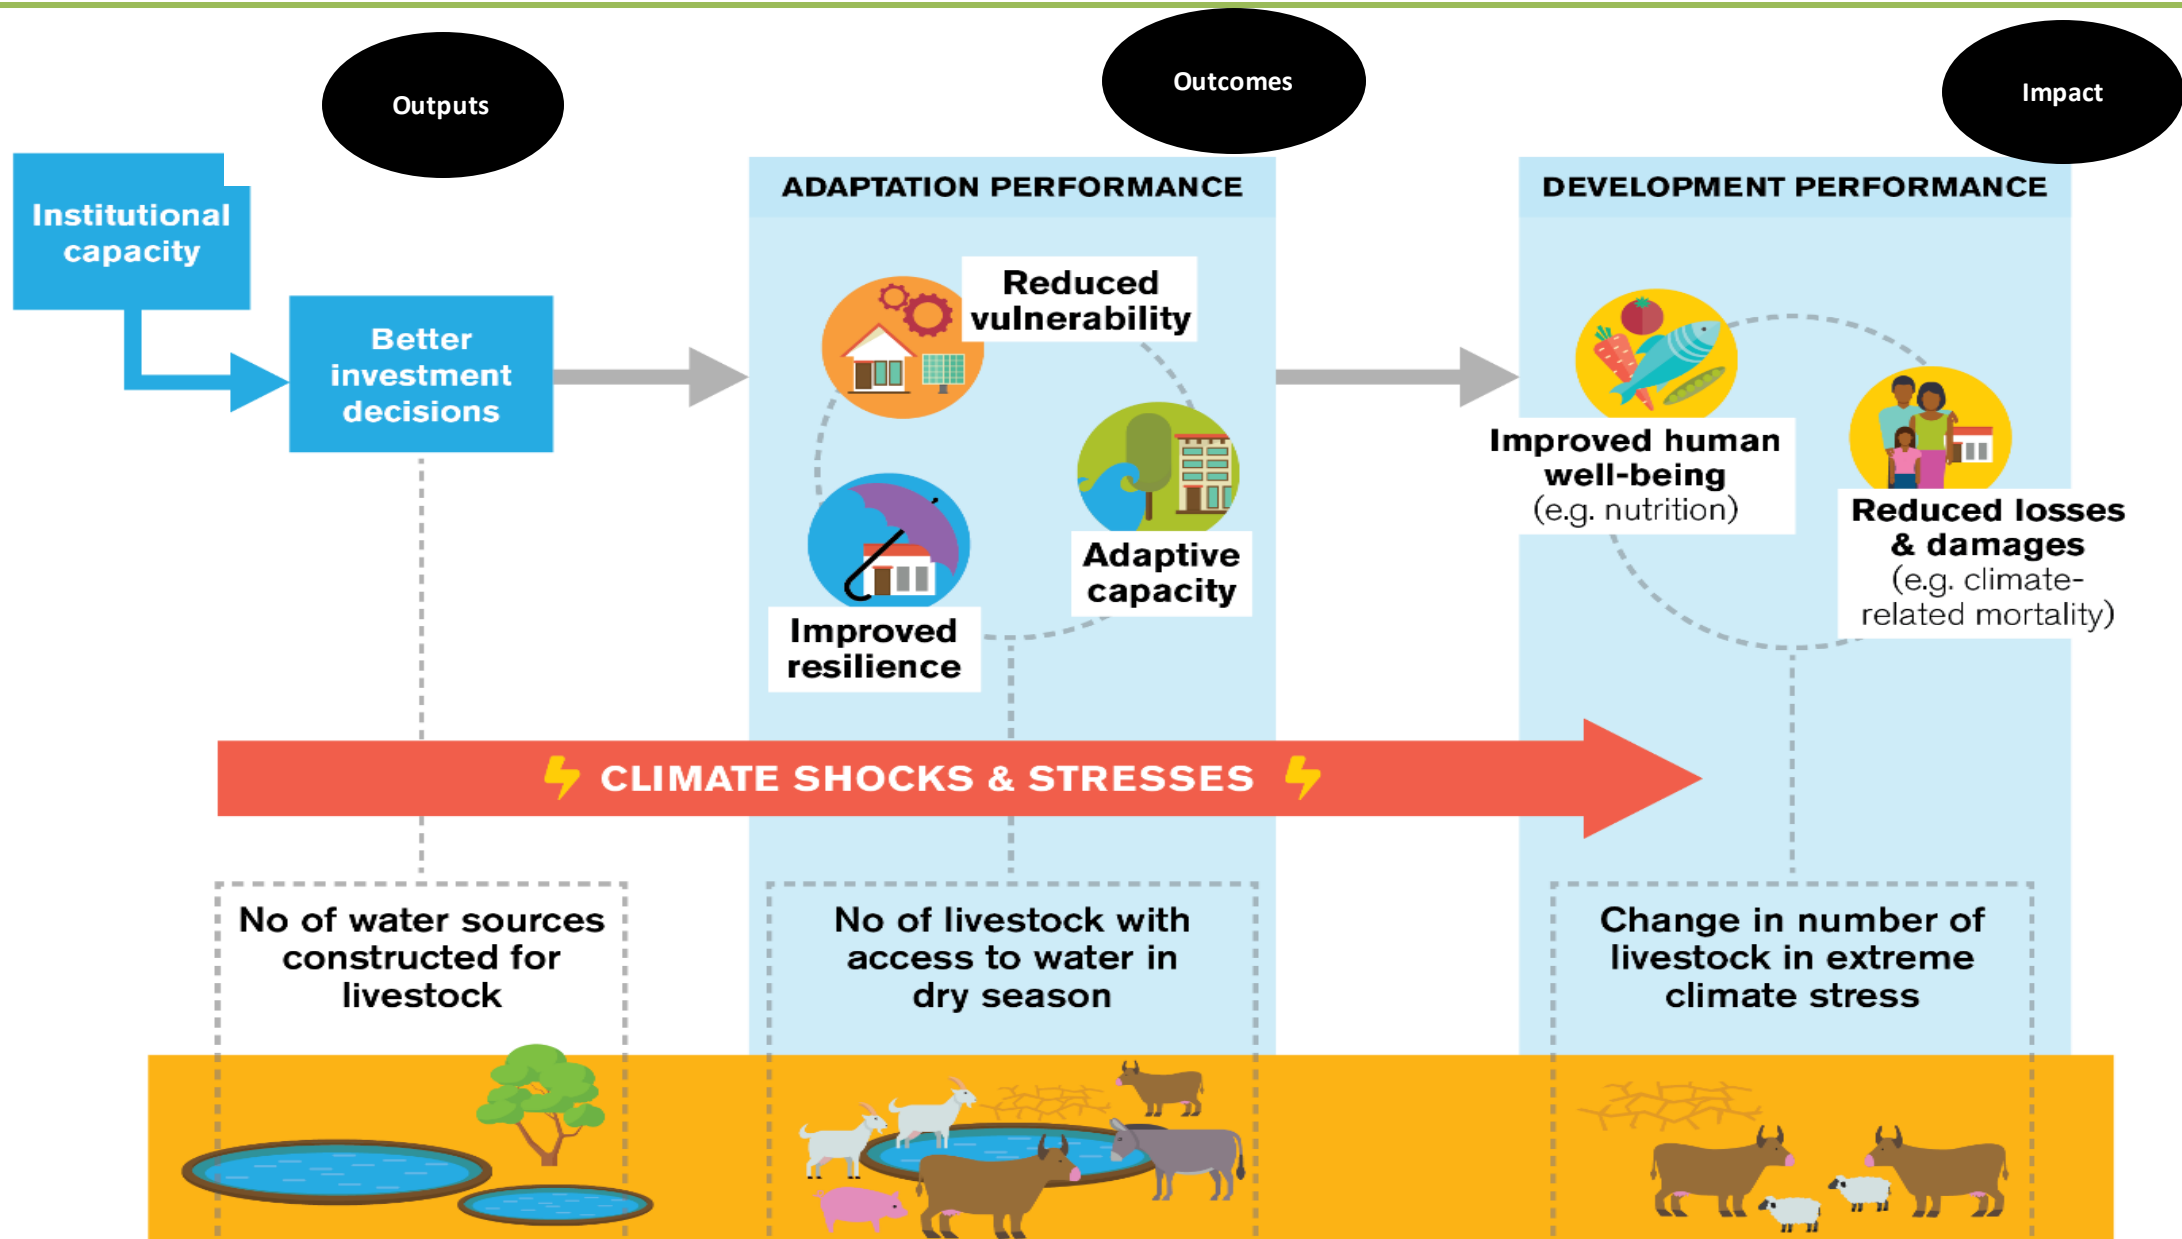 Outputs
Outcomes
Impact
Institutional
capacity
Better
investment
decisions
ADAPTATION PERFORMANCE
Reduced
vulnerability
Adaptive
capacity
Improved
resilience
DEVELOPMENT PERFORMANCE
Improved human
well-being
(e.g. nutrition)
Reduced losses
& damages
(e.g. climate-
related mortality)
CLIMATE SHOCKS & STRESSES
No of water sources
constructed for
livestock
No of livestock with
access to water in
dry season
Change in number of
livestock in extreme
climate stress